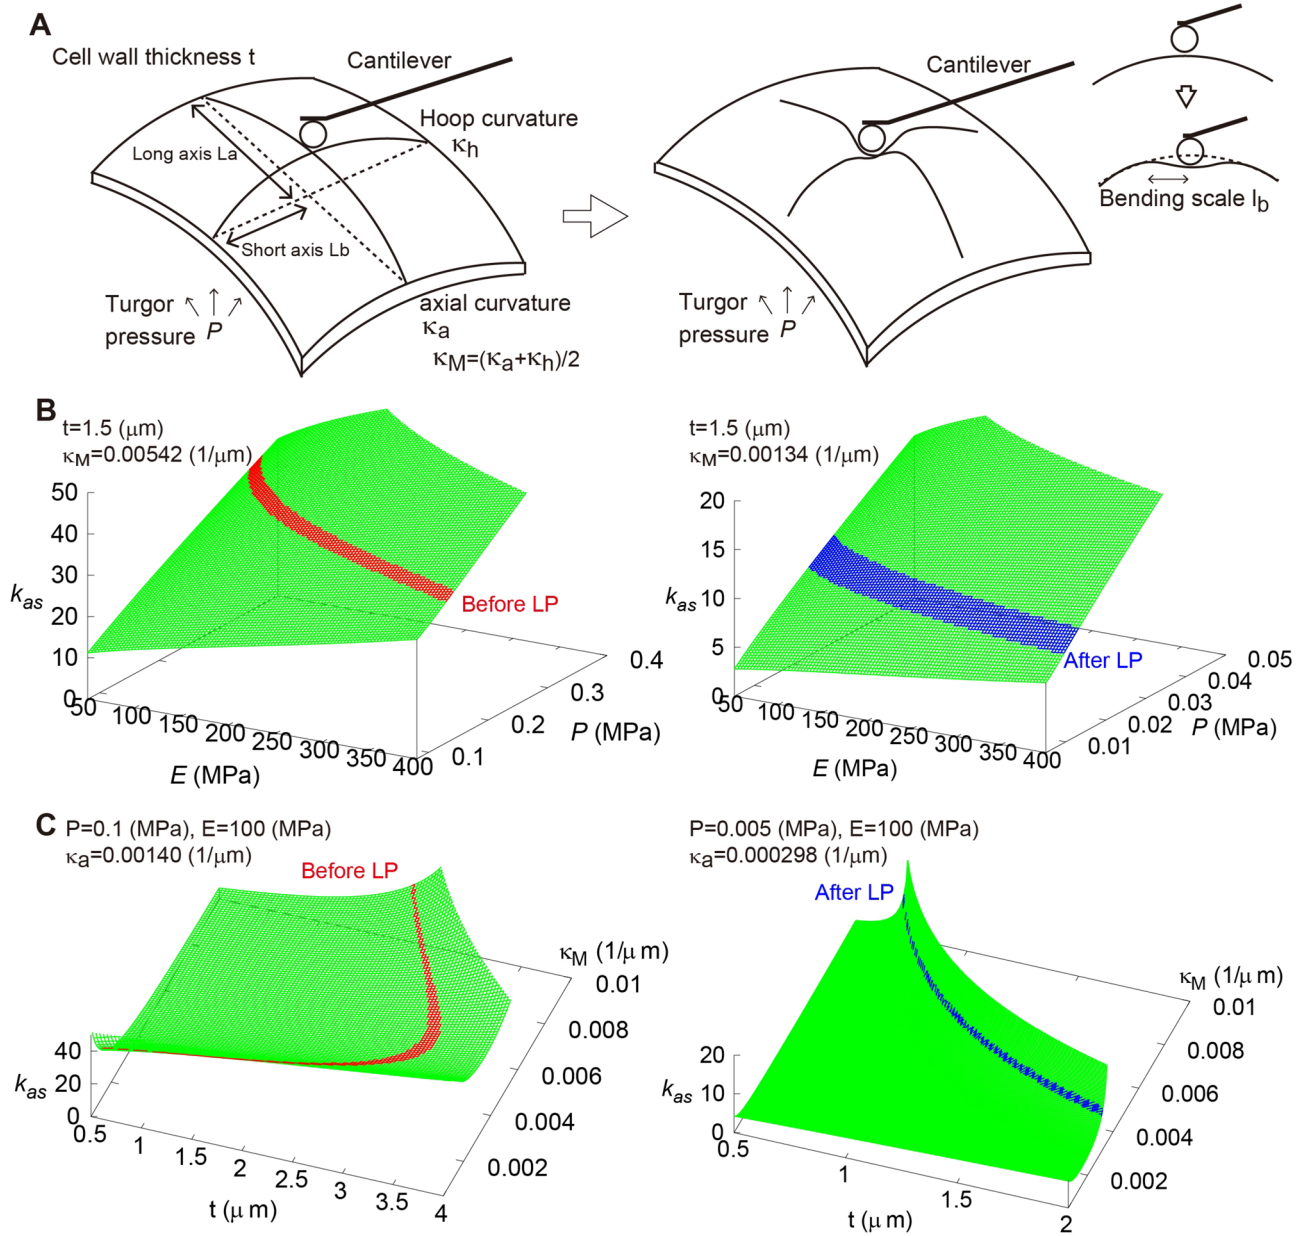 A
Cell wall thickness t
Cantilever
Hoop curvature
κh
Long axis La
Short axis Lb
Turgor
pressure P
axial curvature
κa
κM=(κa+κh)/2
Cantilever
Turgor
pressure P
Bending scale lb
B
t=1.5 (μm)
κM=0.00542 (1/μm)
50
40
30
20
10
0
kas
Before LP
50
100
150
200
250
300
350
400
E (MPa)
0.1
0.2
0.3
0.4
P (MPa)
t=1.5 (μm)
κM=0.00134 (1/μm)
20
15
10
5
0
kas
After LP
50
100
150
200
250
300
350
400
E (MPa)
0.01
0.02
0.03
0.04
0.05
P (MPa)
C
P=0.1 (MPa), E=100 (MPa)
κa=0.00140 (1/μm)
Before LP
κM (1/μ m)
0.01
0.008
0.006
0.004
0.002
40
20
0
kas
0.5
1
1.5
2
2.5
3
3.5
4
t (μ m)
P=0.005 (MPa), E=100 (MPa)
κa=0.000298 (1/μm)
After LP
κM (1/μ m)
0.01
0.008
0.006
0.004
0.002
20
10
0
kas
0.5
1
1.5
2
t (μ m)